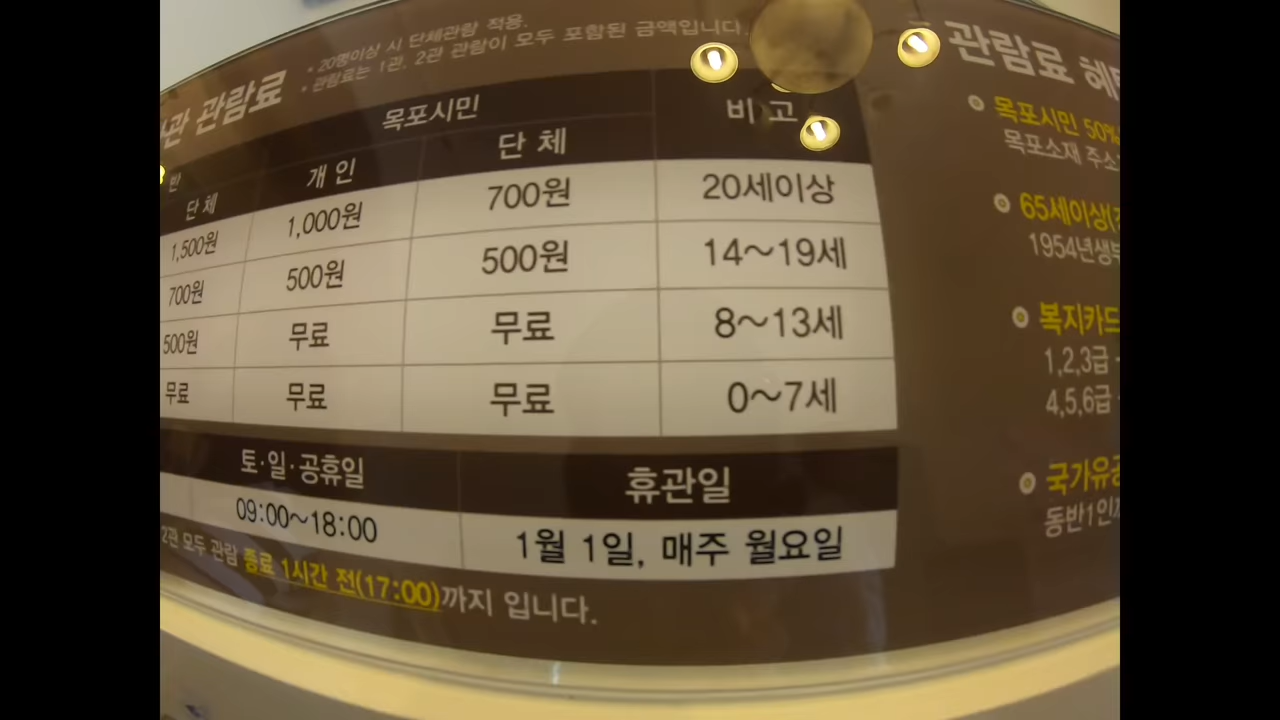 * 20명이상 시 단체관람 적용.
* 관람료는 1관, 2관 관람이 모두 포함된 금액입니다.
관 관람료
목포시민 비 고
반
단 체 개 인 단 체
1,500원 1,000원 700원 20세이상
700원 500원 500원 14~19세
500원 무료 무료 8~13세
무료 무료 무료 0~7세
토·일·공휴일 휴관일
09:00~18:00 1월 1일, 매주 월요일
2관 모두 관람 종료 1시간 전(17:00)까지 입니다.
관람료
목포시민 50%
목포소재 주소
65세이상(
1954년생
복지카드
1,2,3급 -
4,5,6급 -
국가유공
동반1인